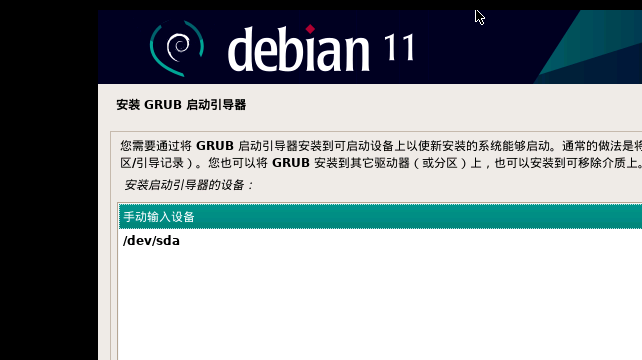 debian 11
安装 GRUB 启动引导器
您需要通过将 GRUB 启动引导器安装到可启动设备上以使新安装的系统能够启动。通常的做法是将
区/引导记录）。您也可以将 GRUB 安装到其它驱动器（或分区）上，也可以安装到可移除介质上。
安装启动引导器的设备：
手动输入设备
/dev/sda